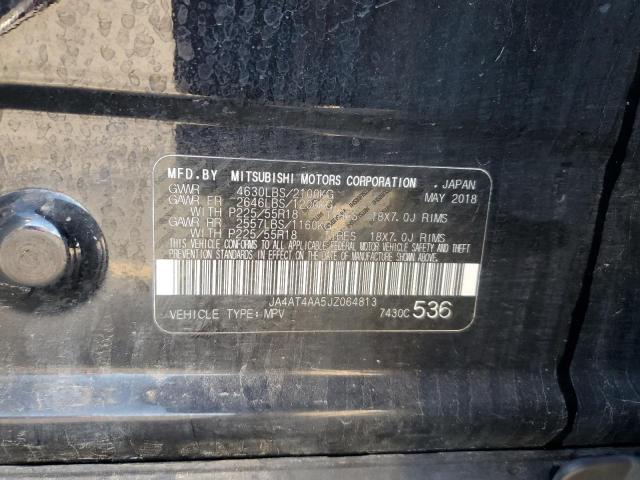 MFD.BY MITSUBISHI MOTORS CORPORATION , JAPAN
GVWR 4630LBS/2100KG MAY 2018
GAWR FR 2646LBS/1200KG
WITH P225/55R18 TIRES 18X7.0J RIMS
GAWR RR 2557LBS/1160KG
WITH P225/55R18 TIRES 18X7.0J RIMS
THIS VEHICLE CONFORMS TO ALL APPLICABLE FEDERAL MOTOR VEHICLE SAFETY AND THEFT
PREVENTION STANDARDS IN EFFECT ON THE DATE OF MANUFACTURE SHOWN ABOVE.
JA4AT4AA5JZ064813
VEHICLE TYPE:MPV 7430C 536